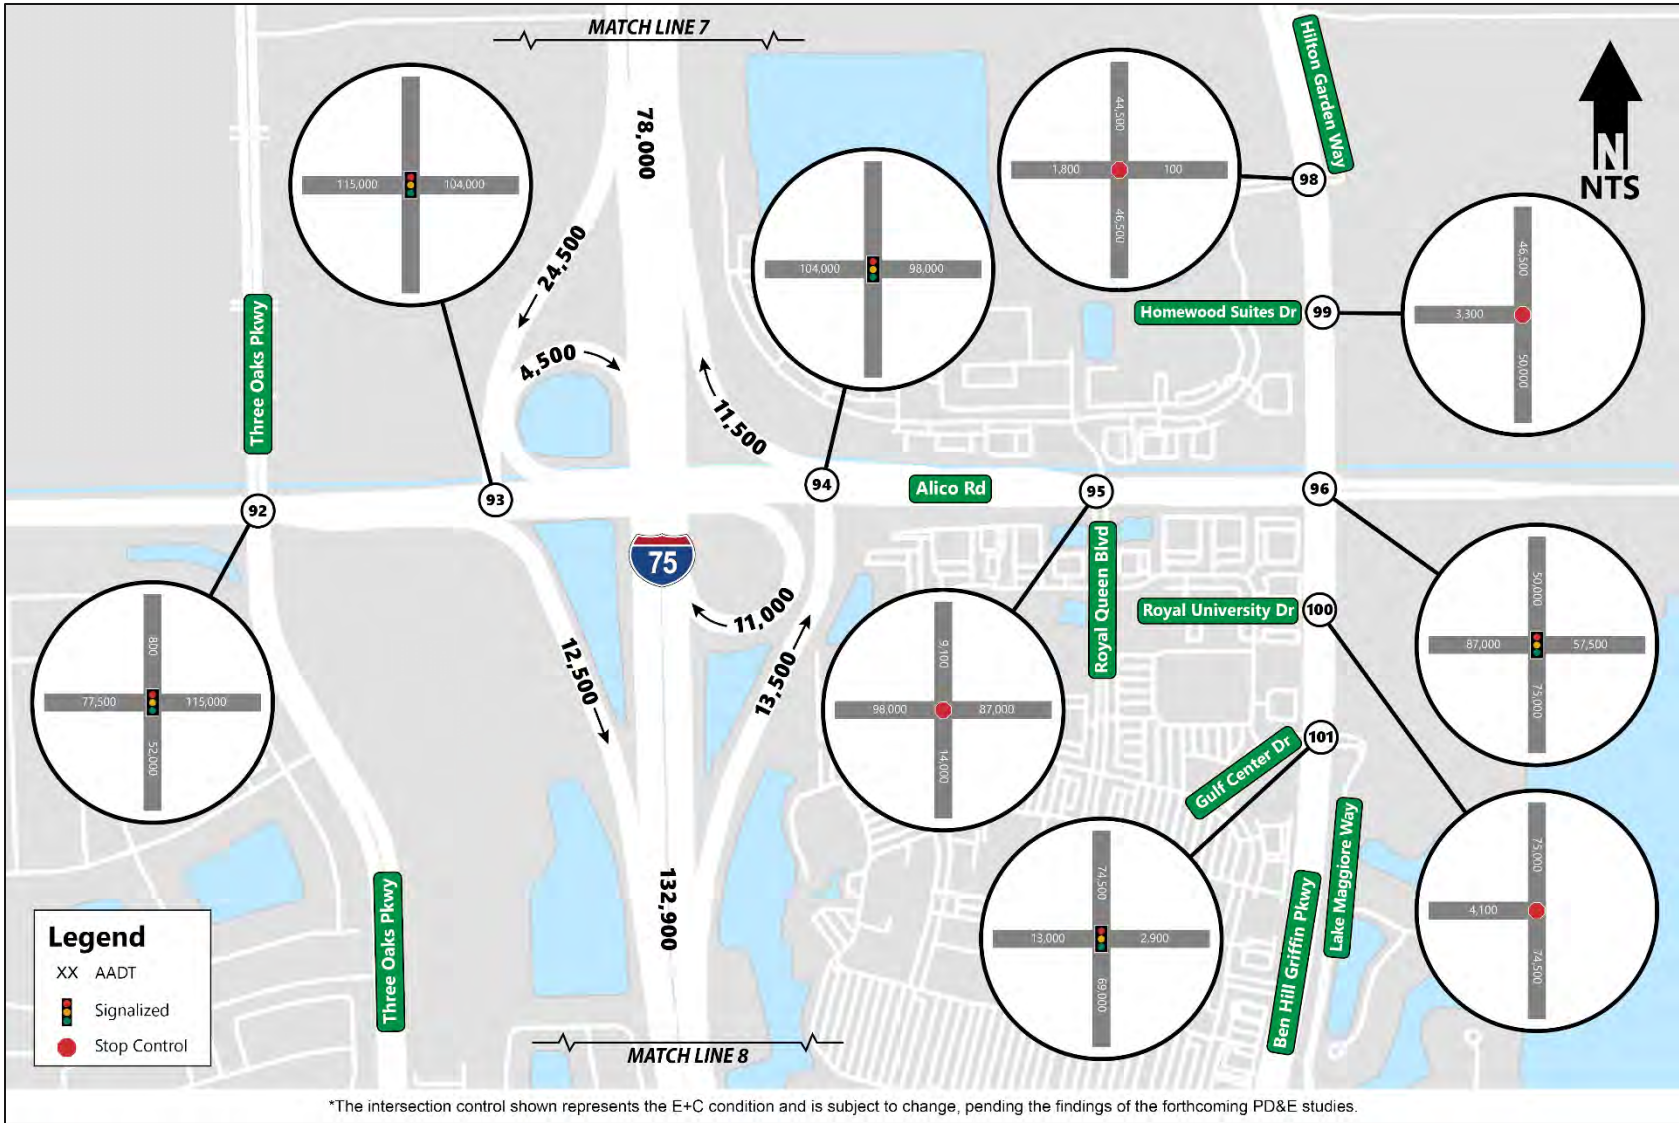 MATCH LINE 7
Hilton Garden Way
N
NTS
78,000
115,000
104,000
104,000
98,000
44,500
1,800
100
46,500
98
46,500
3,300
50,000
Homewood Suites Dr
99
24,500
4,500
11,500
Three Oaks Pkwy
92
93
94
Alico Rd
95
96
75
Royal Queen Blvd
11,000
13,500
12,500
Royal University Dr
100
50,000
87,000
57,500
75,000
800
77,500
115,000
52,000
9,100
98,000
87,000
14,000
Gulf Center Dr
101
Lake Maggiore Way
Ben Hill Griffin Pkwy
75,000
4,100
74,500
74,500
13,000
2,900
69,000
132,900
Three Oaks Pkwy
Legend
XX AADT
Signalized
Stop Control
MATCH LINE 8
*The intersection control shown represents the E+C condition and is subject to change, pending the findings of the forthcoming PD&E studies.